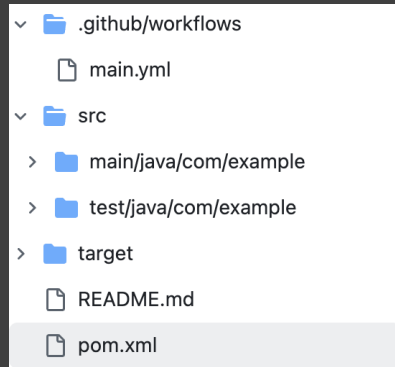 .github/workflows
main.yml
src
main/java/com/example
test/java/com/example
target
README.md
pom.xml